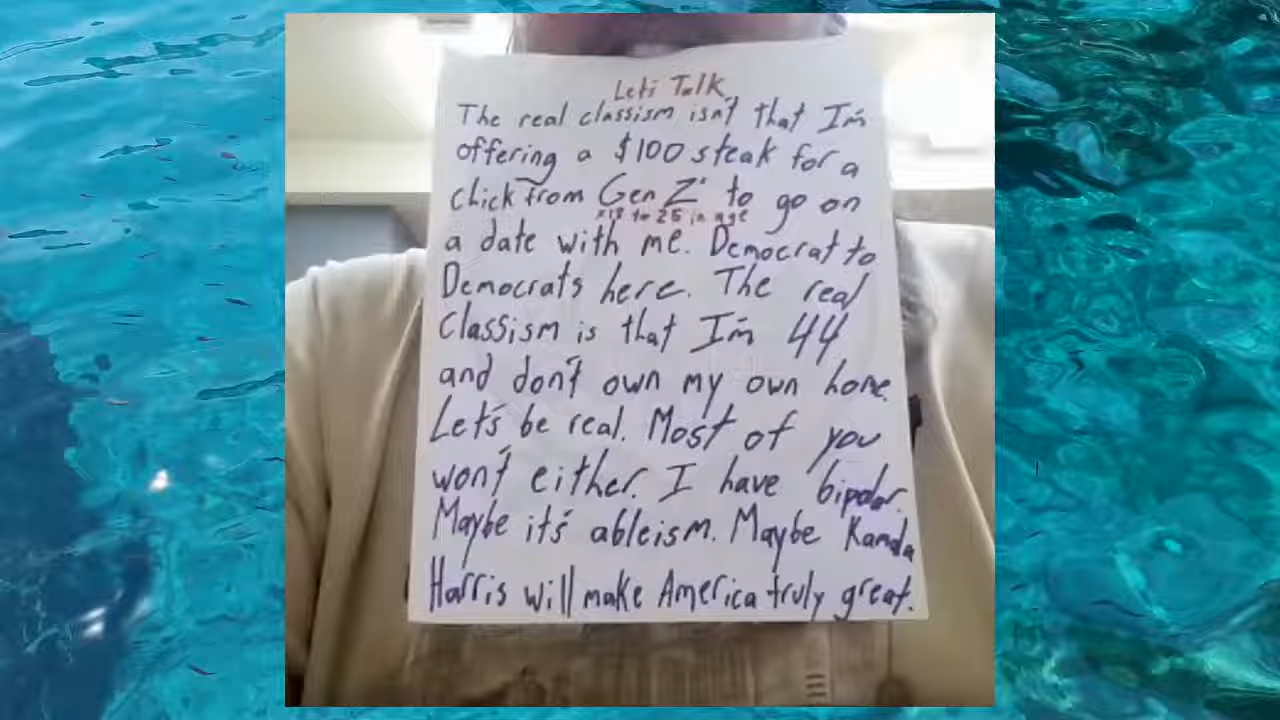 Let's Talk
The real classism isn't that I'm
offering a $100 steak for a
click from Gen Z* to go on
*18 to 25 in age
a date with me. Democrat to
Democrats here. The real
classism is that I'm 44
and don't own my own home.
Let's be real. Most of you
won't either. I have bipolar.
Maybe it's ableism. Maybe Kamala
Harris will make America truly great.